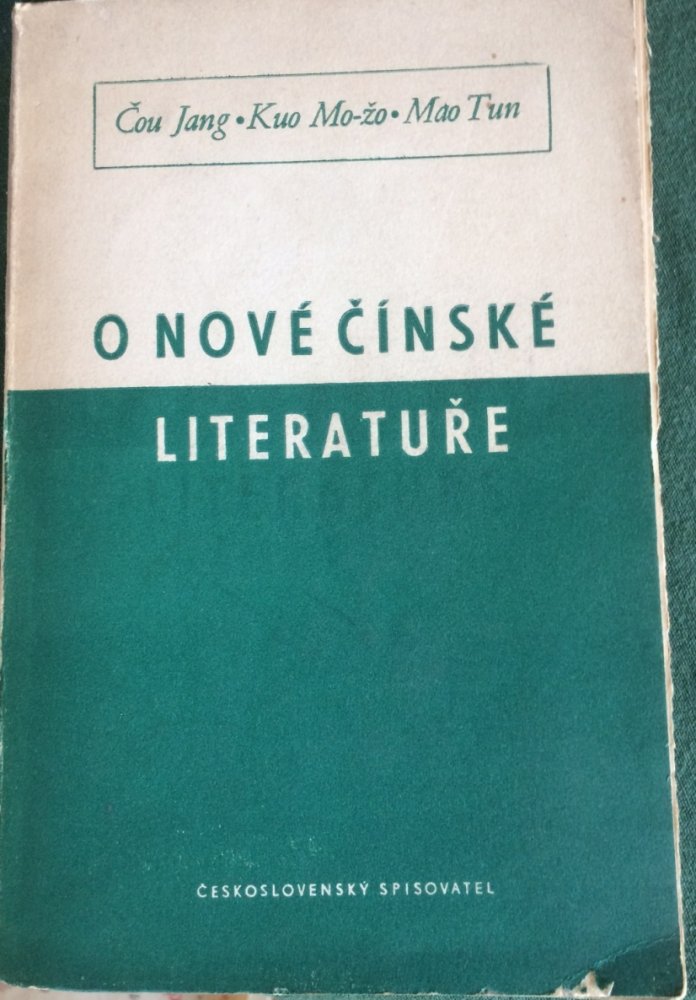 Čou Jang • Kuo Mo-žo • Mao Tun
O NOVÉ ČÍNSKÉ
LITERATUŘE
ČESKOSLOVENSKÝ SPISOVATEL